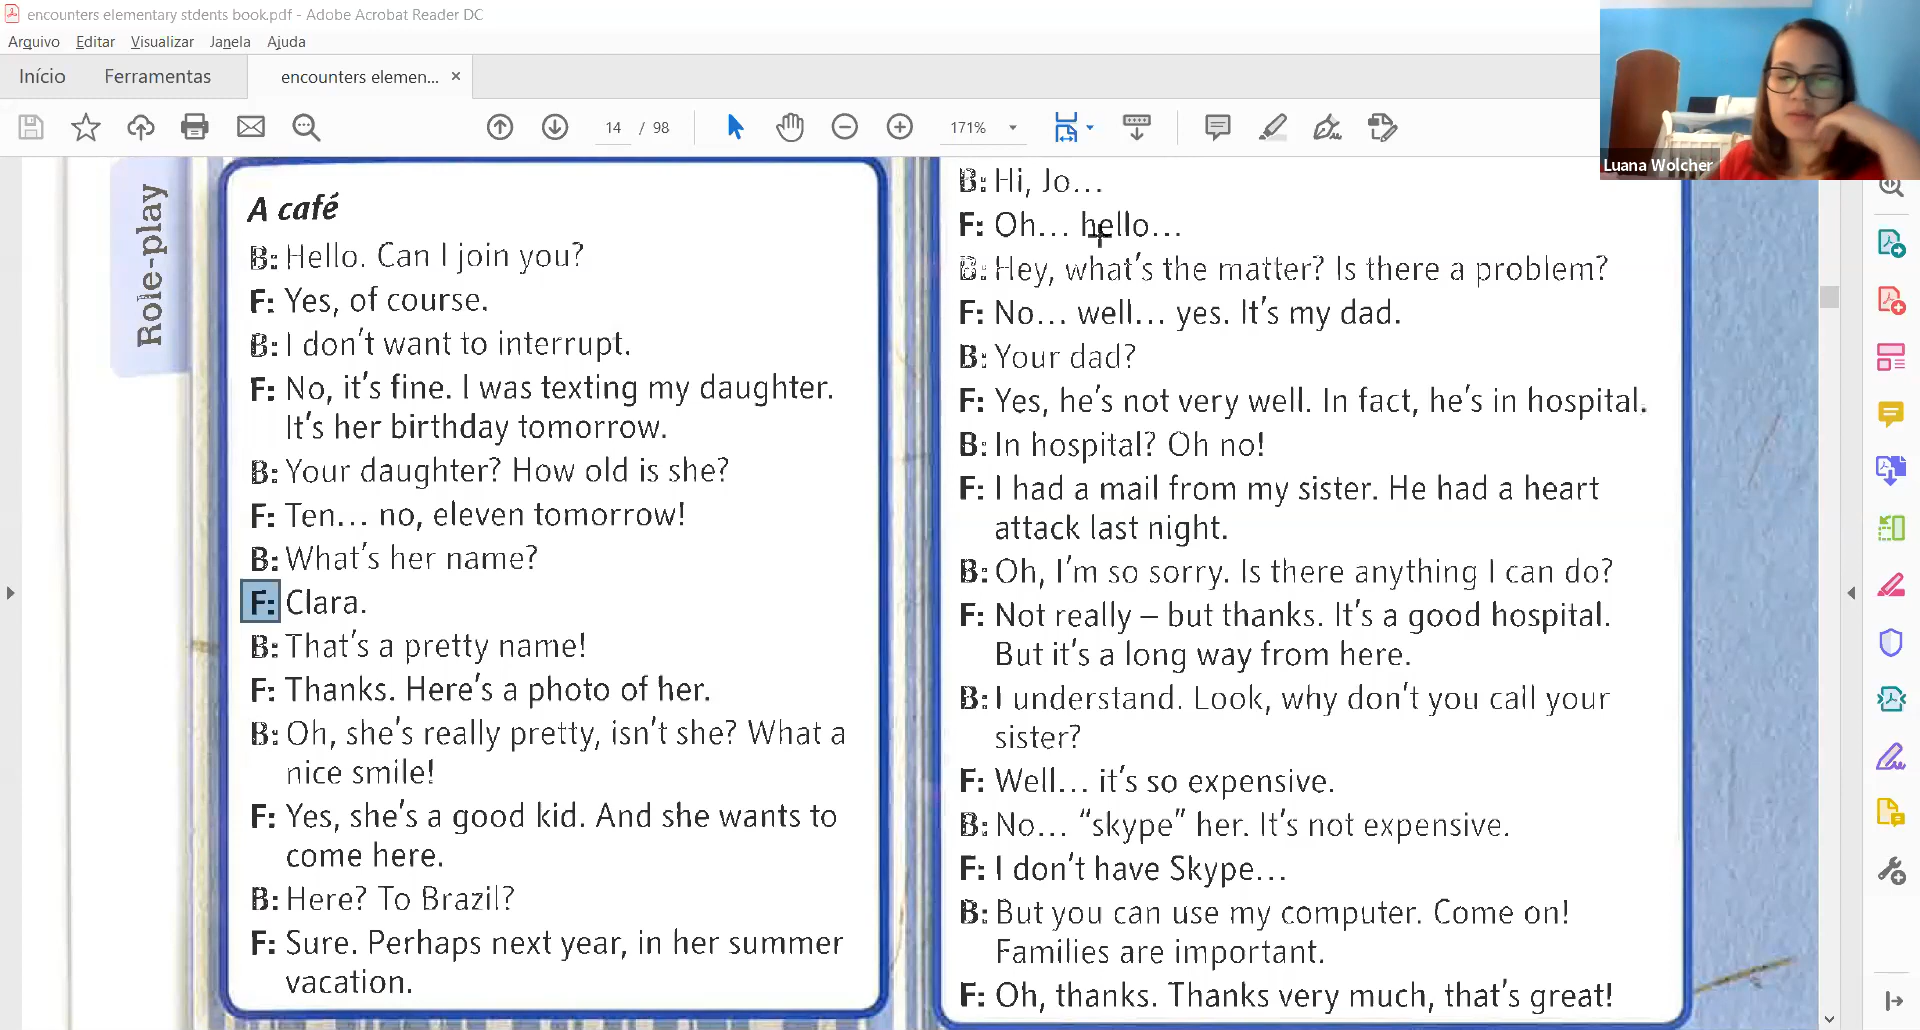 encounters elementary stdents book.pdf - Adobe Acrobat Reader DC
Arquivo Editar Visualizar Janela Ajuda
Início Ferramentas encounters elemen... ×
14 / 98 171%
Luana Wolcher
Role-play
A café
B: Hello. Can I join you?
F: Yes, of course.
B: I don't want to interrupt.
F: No, it's fine. I was texting my daughter.
It's her birthday tomorrow.
B: Your daughter? How old is she?
F: Ten... no, eleven tomorrow!
B: What's her name?
F: Clara.
B: That's a pretty name!
F: Thanks. Here's a photo of her.
B: Oh, she's really pretty, isn't she? What a
nice smile!
F: Yes, she's a good kid. And she wants to
come here.
B: Here? To Brazil?
F: Sure. Perhaps next year, in her summer
vacation.
B: Hi, Jo...
F: Oh... hello...
B: Hey, what's the matter? Is there a problem?
F: No... well... yes. It's my dad.
B: Your dad?
F: Yes, he's not very well. In fact, he's in hospital.
B: In hospital? Oh no!
F: I had a mail from my sister. He had a heart
attack last night.
B: Oh, I'm so sorry. Is there anything I can do?
F: Not really – but thanks. It's a good hospital.
But it's a long way from here.
B: I understand. Look, why don't you call your
sister?
F: Well... it's so expensive.
B: No... “skype” her. It's not expensive.
F: I don't have Skype...
B: But you can use my computer. Come on!
Families are important.
F: Oh, thanks. Thanks very much, that's great!